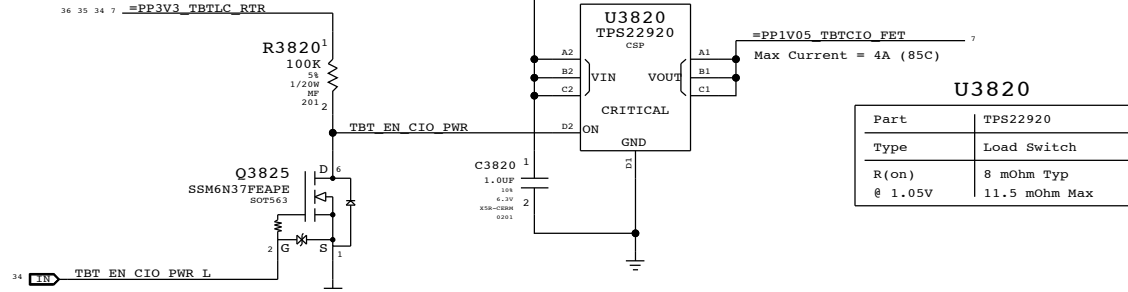 36 35 34 7 =PP3V3_TBTLC_RTR
R3820 1
100K
5%
1/20W
MF
201 2
TBT_EN_CIO_PWR
Q3825
SSM6N37FEAPE
SOT563
D 6
2 G S 1
34 IN TBT_EN_CIO_PWR_L
U3820
TPS22920
CSP
A2 A1
B2 VIN VOUT B1
C2 C1
CRITICAL
D2 ON
GND
D1
C3820 1
1.0UF
10%
6.3V
X5R-CERM
0201
2
=PP1V05_TBTCIO_FET 7
Max Current = 4A (85C)
U3820
Part TPS22920
Type Load Switch
R(on) 8 mOhm Typ
@ 1.05V 11.5 mOhm Max